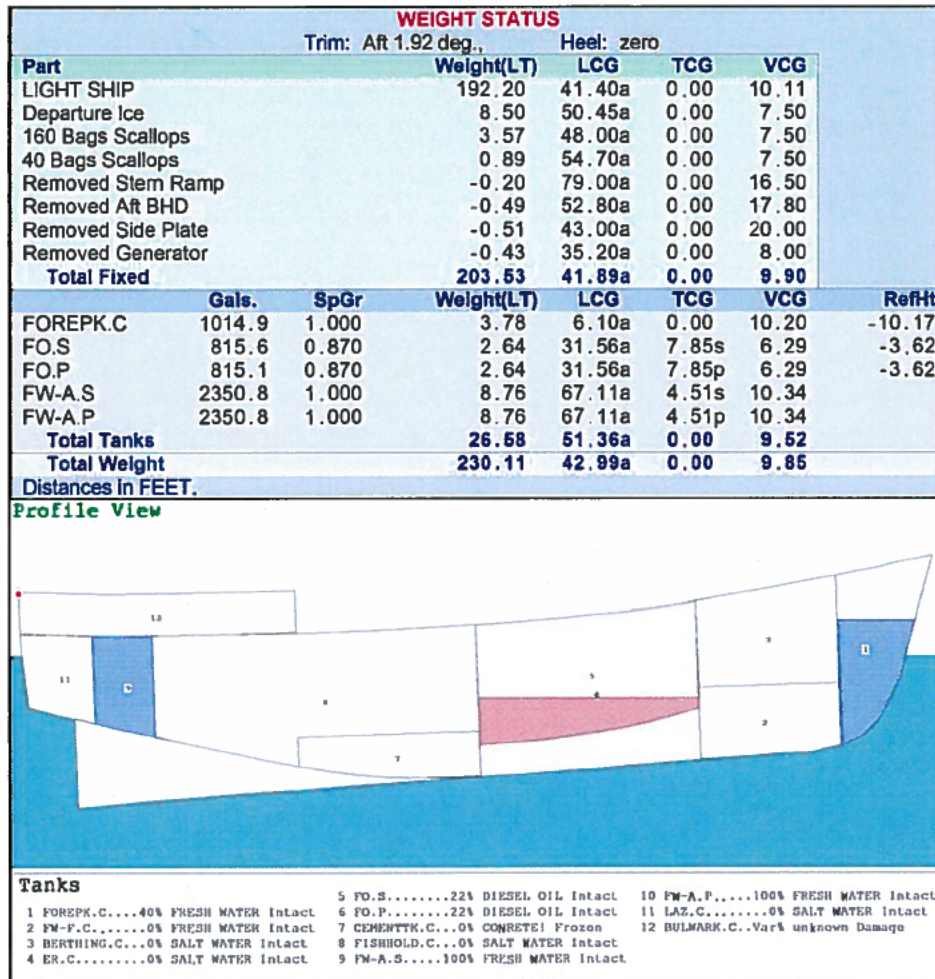 WEIGHT STATUS
Trim: Aft 1.92 deg., Heel: zero
Part Weight(LT) LCG TCG VCG
LIGHT SHIP 192.20 41.40a 0.00 10.11
Departure Ice 8.50 50.45a 0.00 7.50
160 Bags Scallops 3.57 48.00a 0.00 7.50
40 Bags Scallops 0.89 54.70a 0.00 7.50
Removed Stern Ramp -0.20 79.00a 0.00 16.50
Removed Aft BHD -0.49 52.80a 0.00 17.80
Removed Side Plate -0.51 43.00a 0.00 20.00
Removed Generator -0.43 35.20a 0.00 8.00
Total Fixed 203.53 41.89a 0.00 9.90
Gals. SpGr Weight(LT) LCG TCG VCG RefHt
FOREPK.C 1014.9 1.000 3.78 6.10a 0.00 10.20 -10.17
FO.S 815.6 0.870 2.64 31.56a 7.85s 6.29 -3.62
FO.P 815.1 0.870 2.64 31.56a 7.85p 6.29 -3.62
FW-A.S 2350.8 1.000 8.76 67.11a 4.51s 10.34
FW-A.P 2350.8 1.000 8.76 67.11a 4.51p 10.34
Total Tanks 26.58 51.36a 0.00 9.52
Total Weight 230.11 42.99a 0.00 9.85
Distances in FEET.
Profile View
12
3
1
5
4
11
9
8
2
7
Tanks
1 FOREPK.C....40% FRESH WATER Intact
2 FW-F.C.......0% FRESH WATER Intact
3 BERTHING.C...0% SALT WATER Intact
4 ER.C.........0% SALT WATER Intact
5 FO.S........22% DIESEL OIL Intact
6 FO.P........22% DIESEL OIL Intact
7 CEMENTTK.C...0% CONRETE! Frozen
8 FISHHOLD.C...0% SALT WATER Intact
9 FW-A.S.....100% FRESH WATER Intact
10 FW-A.P.....100% FRESH WATER Intact
11 LAZ.C........0% SALT WATER Intact
12 BULWARK.C..Var% unknown Damage